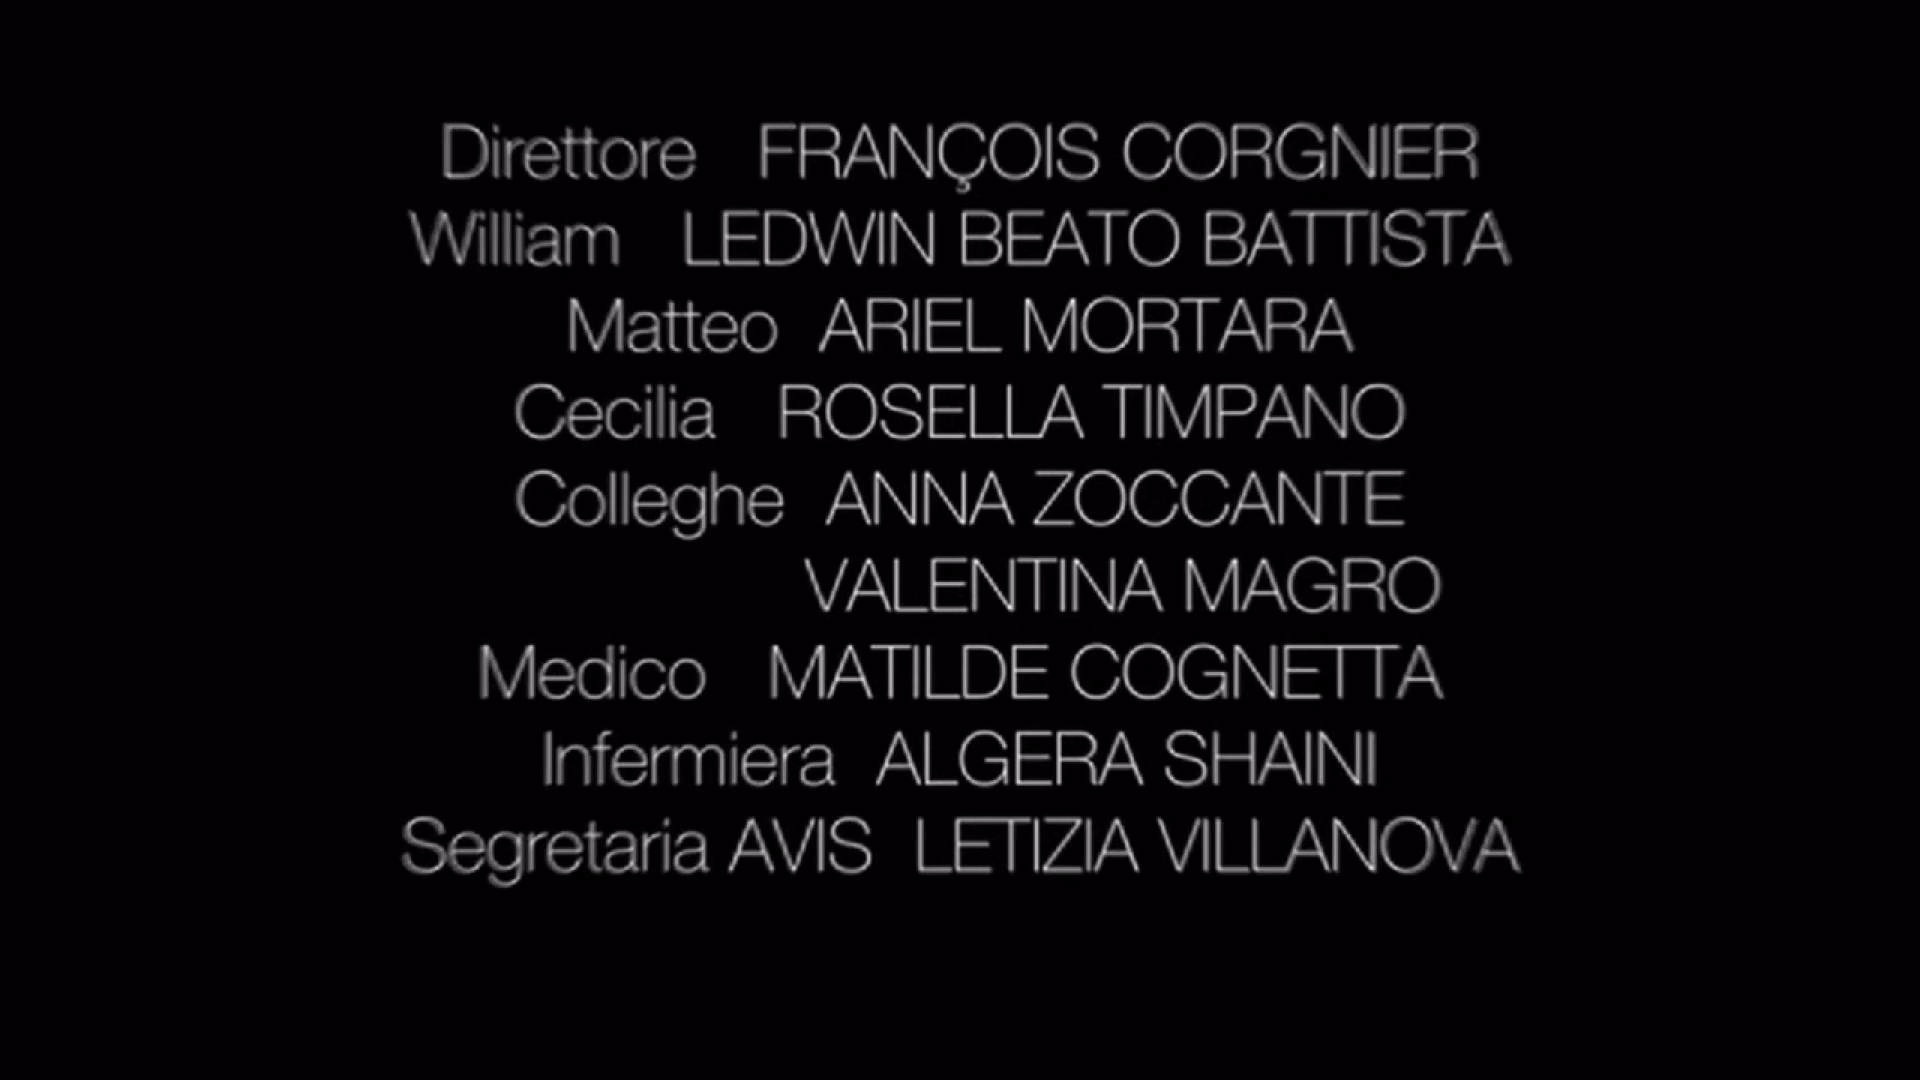 Direttore FRANÇOIS CORGNIER
William LEDWIN BEATO BATTISTA
Matteo ARIEL MORTARA
Cecilia ROSELLA TIMPANO
Colleghe ANNA ZOCCANTE
VALENTINA MAGRO
Medico MATILDE COGNETTA
Infermiera ALGERA SHAINI
Segretaria AVIS LETIZIA VILLANOVA